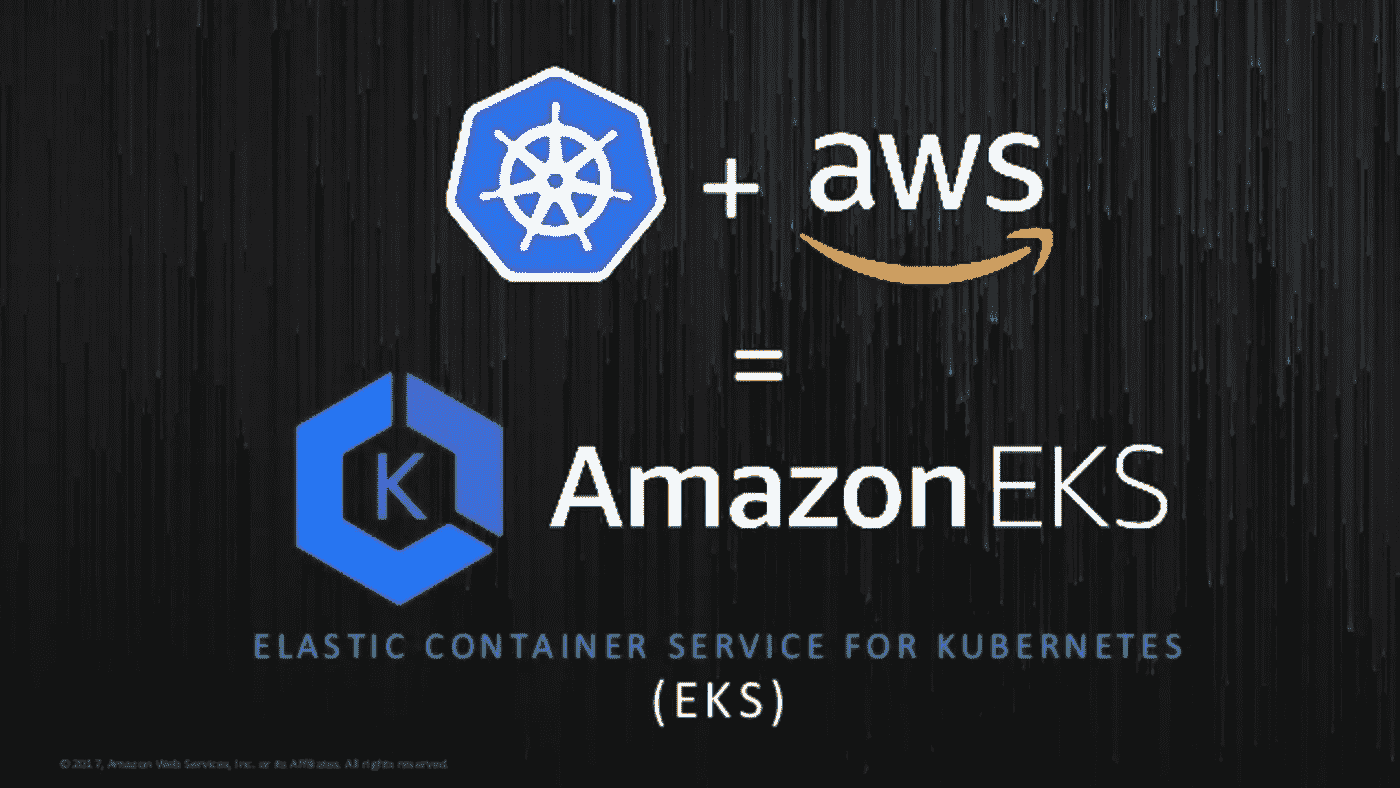 + aws
=
K
Amazon EKS
ELASTIC CONTAINER SERVICE FOR KUBERNETES
(EKS)
© 2017, Amazon Web Services, Inc. or its Affiliates. All rights reserved.